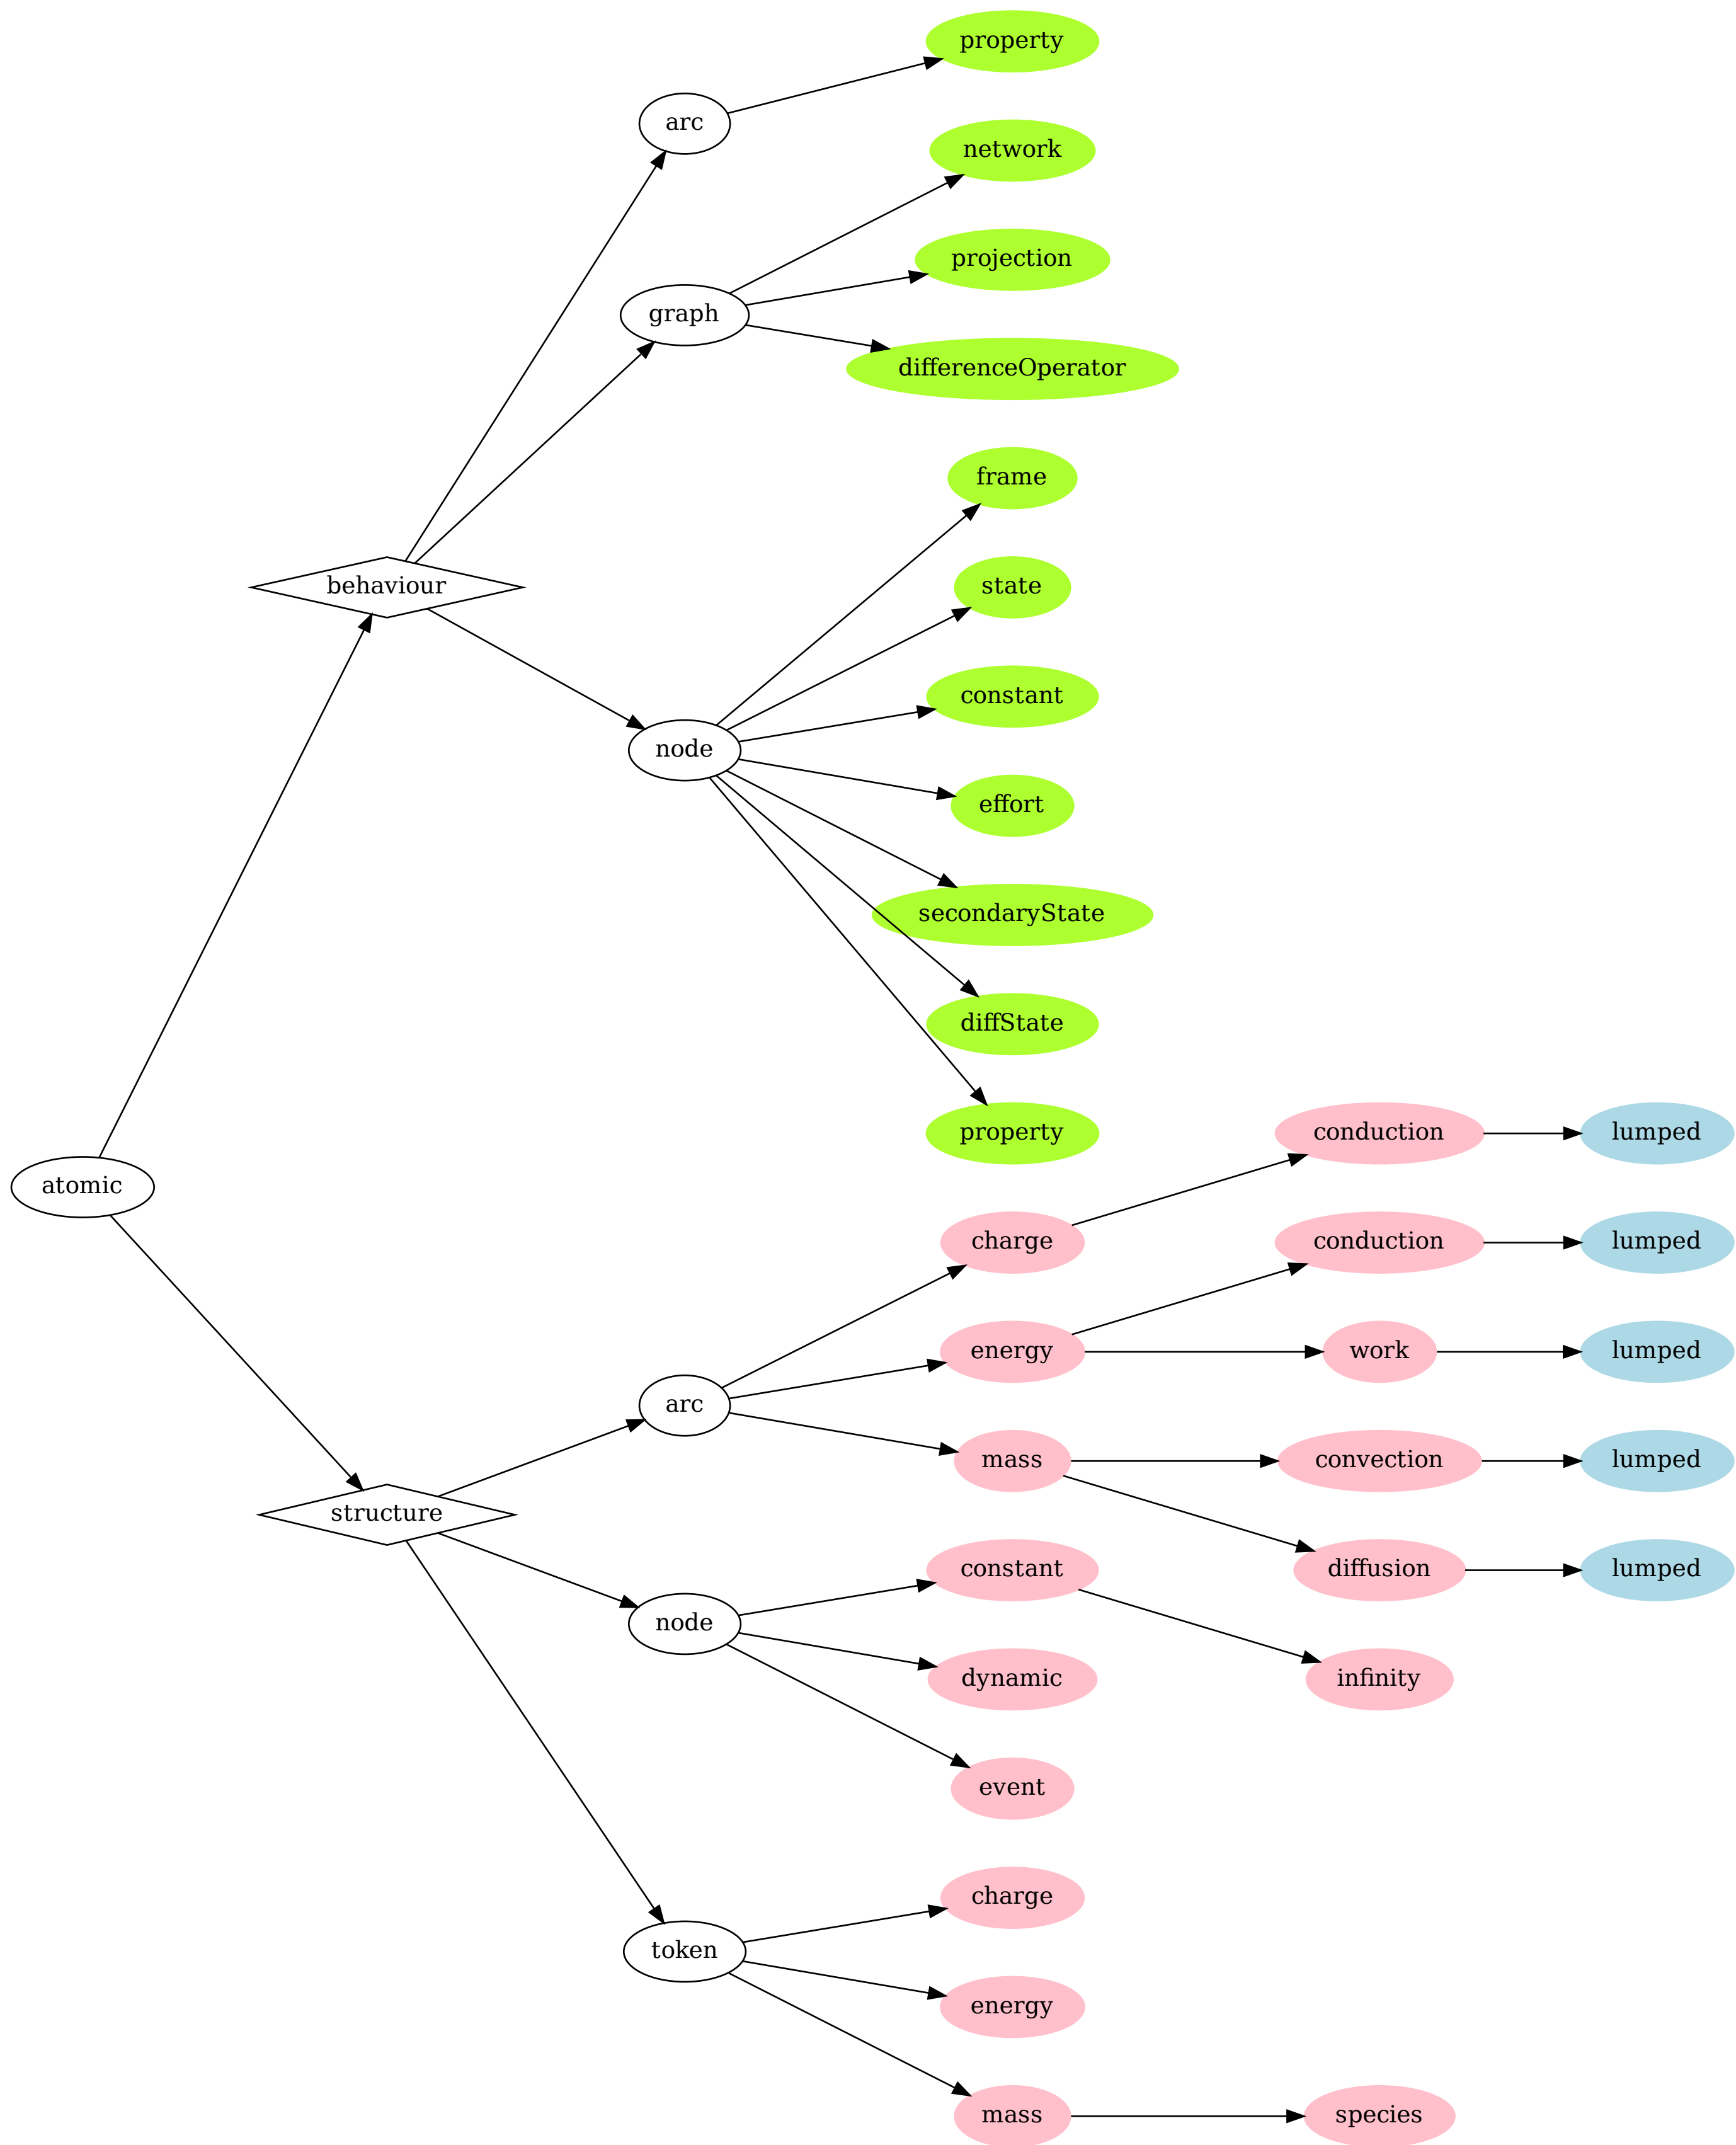 property
arc
network
projection
graph
differenceOperator
frame
behaviour
state
constant
node
effort
secondaryState
diffState
property
conduction
lumped
atomic
charge
conduction
lumped
energy
work
lumped
arc
mass
convection
lumped
structure
constant
diffusion
lumped
node
dynamic
infinity
event
charge
token
energy
mass
species